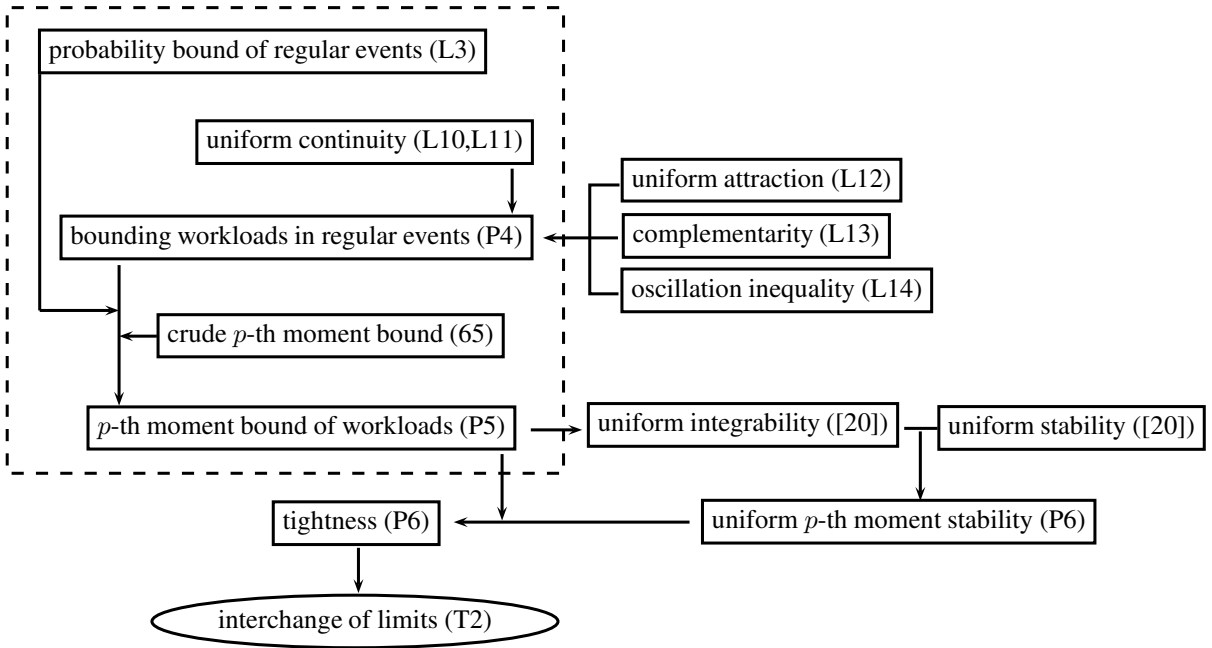 probability bound of regular events (L3)
uniform continuity (L10,L11)
uniform attraction (L12)
bounding workloads in regular events (P4)
complementarity (L13)
oscillation inequality (L14)
crude p-th moment bound (65)
p-th moment bound of workloads (P5)
uniform integrability ([20])
uniform stability ([20])
tightness (P6)
uniform p-th moment stability (P6)
interchange of limits (T2)